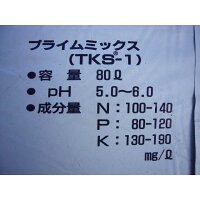 プライムミックス
(TKS®-1)
●容 量 80ℓ
● pH 5.0〜6.0
●成分量 N:100-140
P: 80-120
K:130-190
mg/ℓ